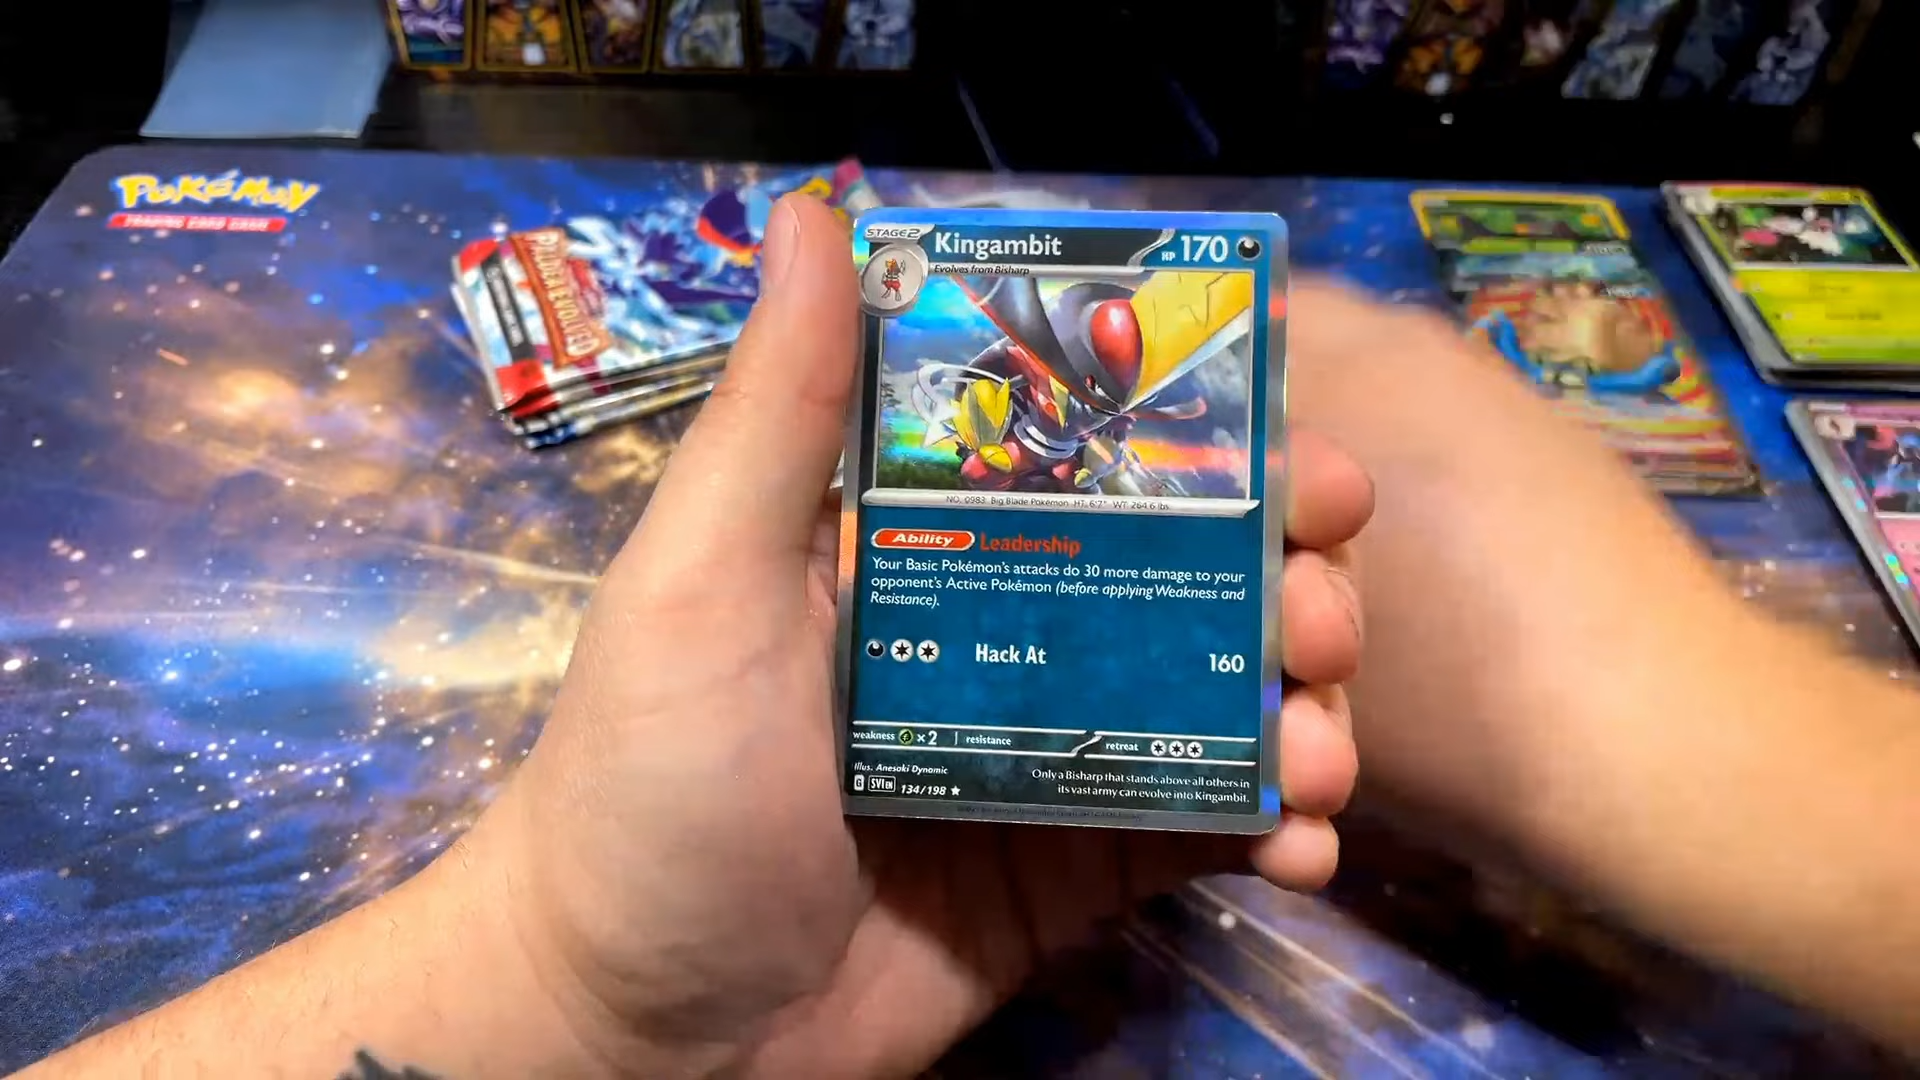 POKéMON
TRADING CARD GAME
PALDEA EVOLVED
STAGE2
Kingambit
HP 170
Evolves from Bisharp
NO. 0983 Big Blade Pokémon HT: 6'7" WT: 264.6 lbs
Ability Leadership
Your Basic Pokémon's attacks do 30 more damage to your
opponent's Active Pokémon (before applying Weakness and
Resistance).
Hack At 160
weakness ×2 resistance retreat
Illus. Anesaki Dynamic
G SVI EN 134/198 ★
Only a Bisharp that stands above all others in
its vast army can evolve into Kingambit.